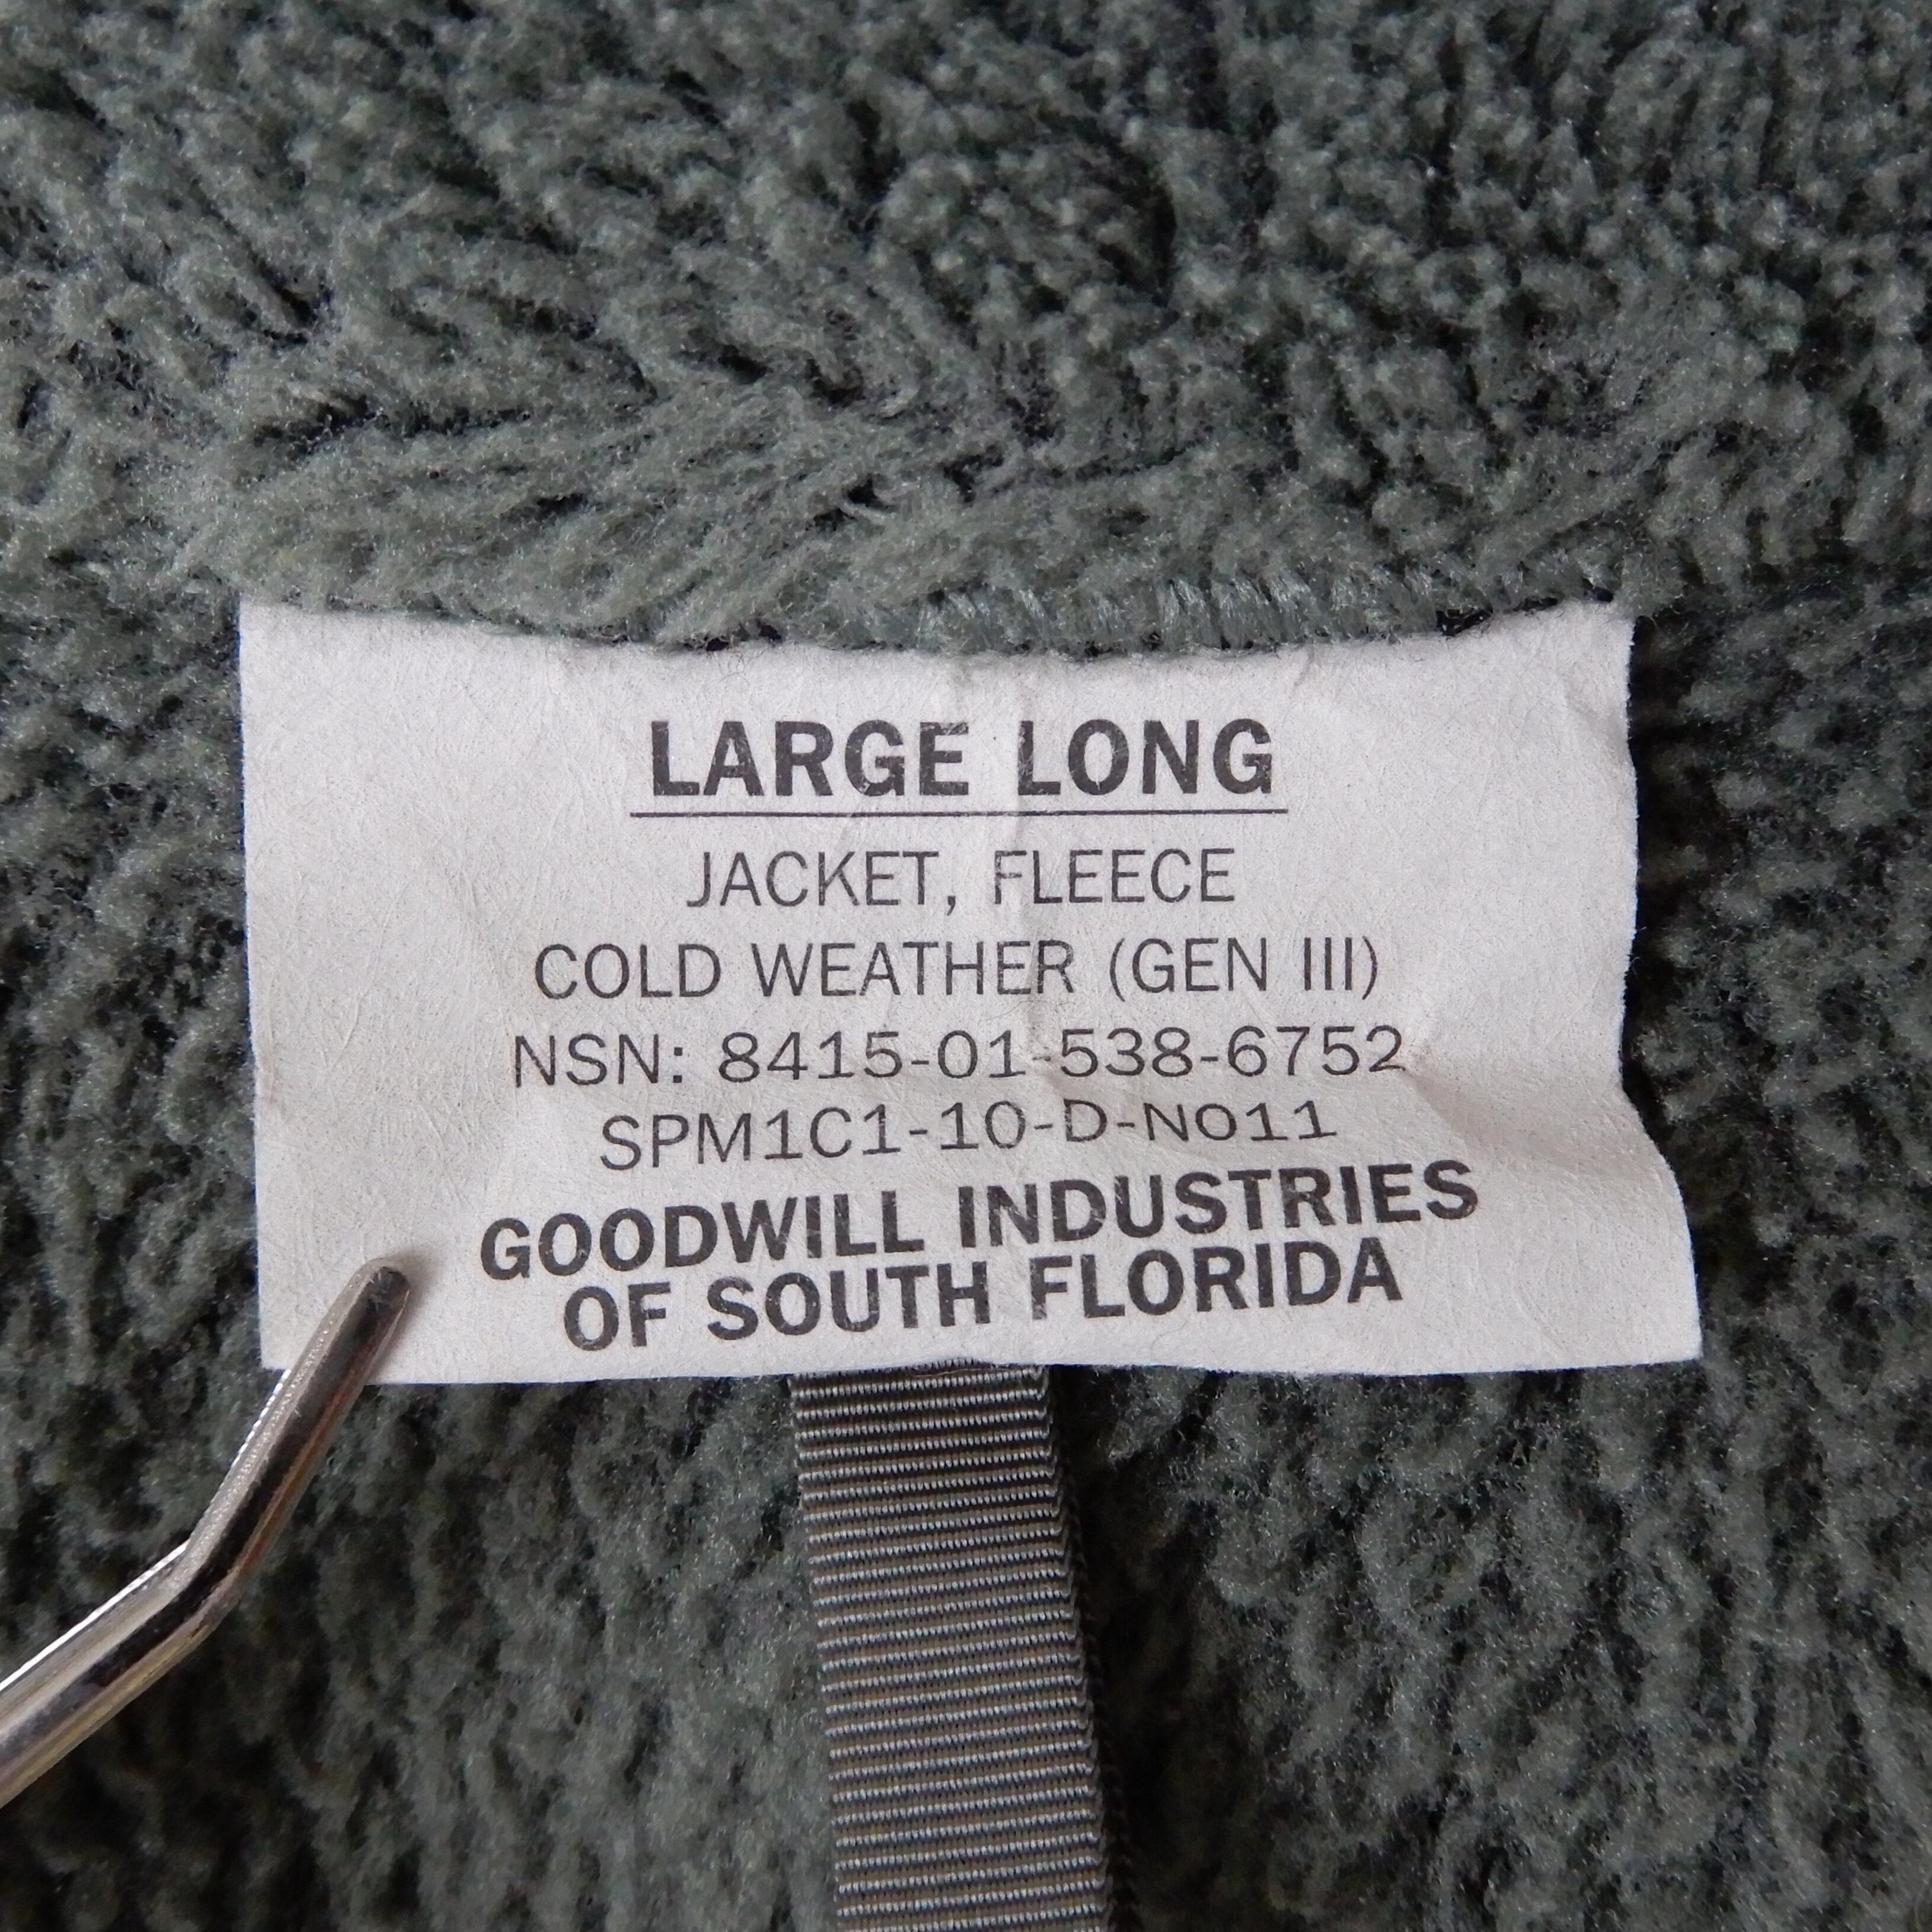 LARGE LONG
JACKET, FLEECE
COLD WEATHER (GEN III)
NSN: 8415-01-538-6752
SPM1C1-10-D-N011
GOODWILL INDUSTRIES
OF SOUTH FLORIDA